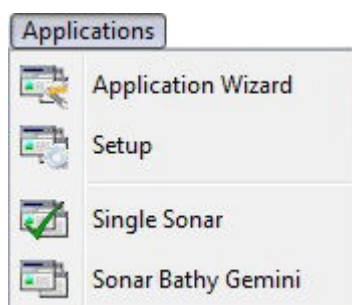 Applications
Application Wizard
Setup
Single Sonar
Sonar Bathy Gemini